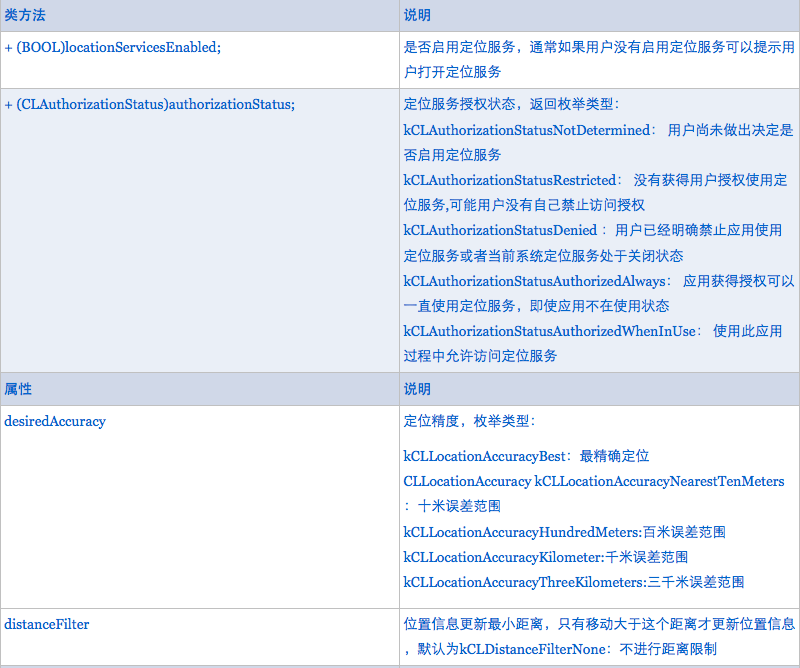 类方法	说明
+ (BOOL)locationServicesEnabled;	是否启用定位服务，通常如果用户没有启用定位服务可以提示用
户打开定位服务
+ (CLAuthorizationStatus)authorizationStatus;	定位服务授权状态，返回枚举类型：
kCLAuthorizationStatusNotDetermined： 用户尚未做出决定是
否启用定位服务
kCLAuthorizationStatusRestricted： 没有获得用户授权使用定
位服务,可能用户没有自己禁止访问授权
kCLAuthorizationStatusDenied ：用户已经明确禁止应用使用
定位服务或者当前系统定位服务处于关闭状态
kCLAuthorizationStatusAuthorizedAlways： 应用获得授权可以
一直使用定位服务，即使应用不在使用状态
kCLAuthorizationStatusAuthorizedWhenInUse： 使用此应用
过程中允许访问定位服务
属性	说明
desiredAccuracy	定位精度，枚举类型：
kCLLocationAccuracyBest：最精确定位
CLLocationAccuracy kCLLocationAccuracyNearestTenMeters
：十米误差范围
kCLLocationAccuracyHundredMeters:百米误差范围
kCLLocationAccuracyKilometer:千米误差范围
kCLLocationAccuracyThreeKilometers:三千米误差范围
distanceFilter	位置信息更新最小距离，只有移动大于这个距离才更新位置信息
，默认为kCLDistanceFilterNone：不进行距离限制